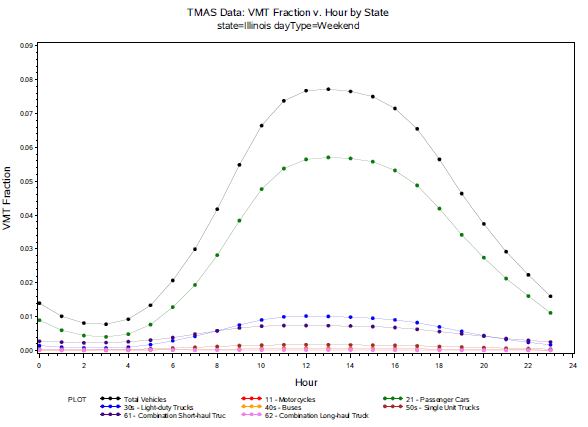 TMAS Data: VMT Fraction v. Hour by State
state=Illinois dayType=Weekend
0.09
0.08
0.07
0.06
0.05
0.04
0.03
0.02
0.01
0.00
VMT Fraction
0 2 4 6 8 10 12 14 16 18 20 22 24
Hour
PLOT Total Vehicles 11 - Motorcycles 21 - Passenger Cars
30s - Light-duty Trucks 40s - Buses 50s - Single Unit Trucks
61 - Combination Short-haul Truc 62 - Combination Long-haul Truck